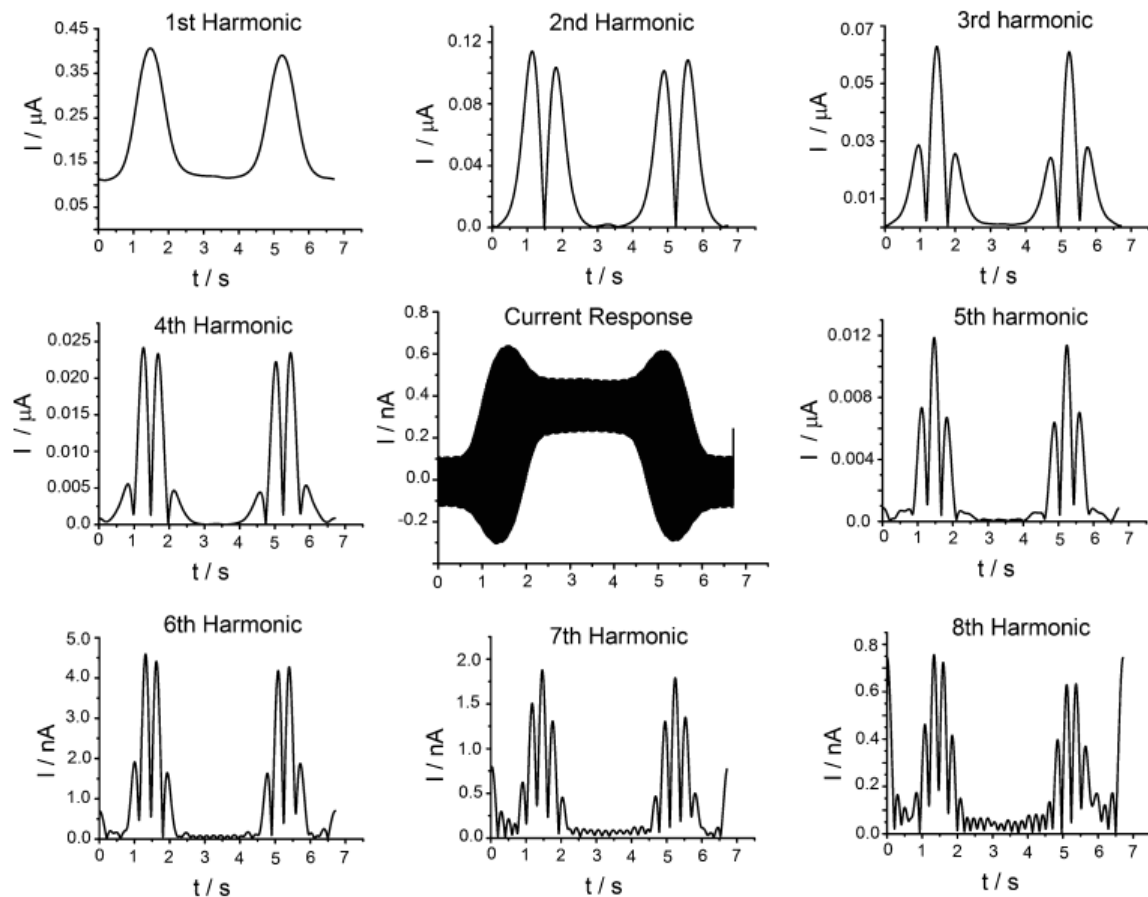 1st Harmonic
I / μA
0.45
0.35
0.25
0.15
0.05
0 1 2 3 4 5 6 7
t / s
2nd Harmonic
I / μA
0.12
0.08
0.04
0.0
0 1 2 3 4 5 6 7
t / s
3rd harmonic
I / μA
0.07
0.05
0.03
0.01
0 1 2 3 4 5 6 7
t / s
4th Harmonic
I / μA
0.025
0.020
0.015
0.010
0.005
0.0
0 1 2 3 4 5 6 7
t / s
Current Response
I / nA
0.8
0.6
0.4
0.2
0.0
-0.2
0 1 2 3 4 5 6 7
t / s
5th harmonic
I / μA
0.012
0.008
0.004
0.0
0 1 2 3 4 5 6 7
t / s
6th Harmonic
I / nA
5.0
4.0
3.0
2.0
1.0
0.0
0 1 2 3 4 5 6 7
t / s
7th Harmonic
I / nA
2.0
1.5
1.0
0.5
0.0
0 1 2 3 4 5 6 7
t / s
8th Harmonic
I / nA
0.8
0.6
0.4
0.2
0.0
0 1 2 3 4 5 6 7
t / s